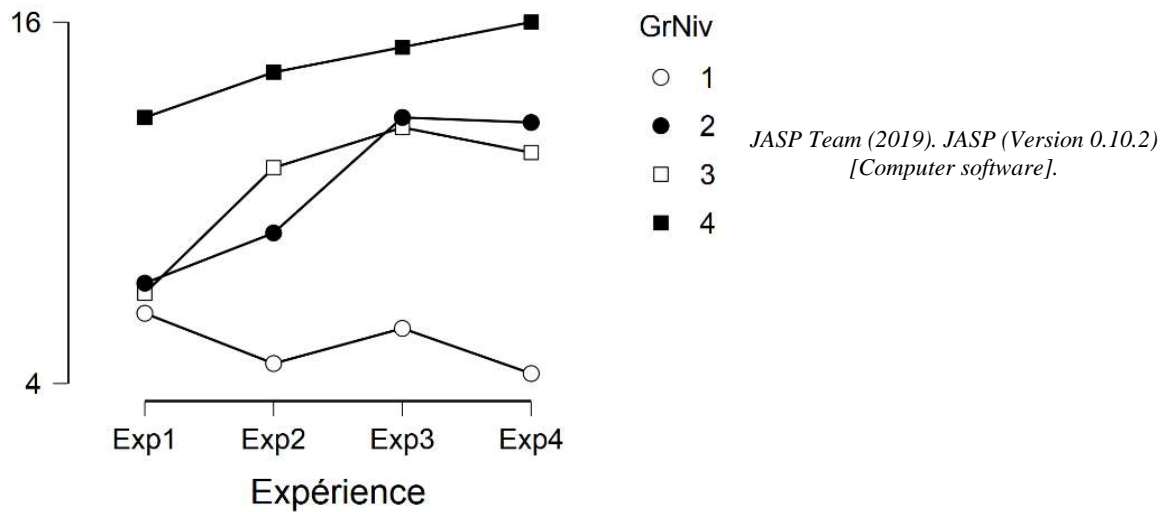 16
4
Exp1 Exp2 Exp3 Exp4
Expérience
GrNiv
1
2
3
4
JASP Team (2019). JASP (Version 0.10.2)
[Computer software].